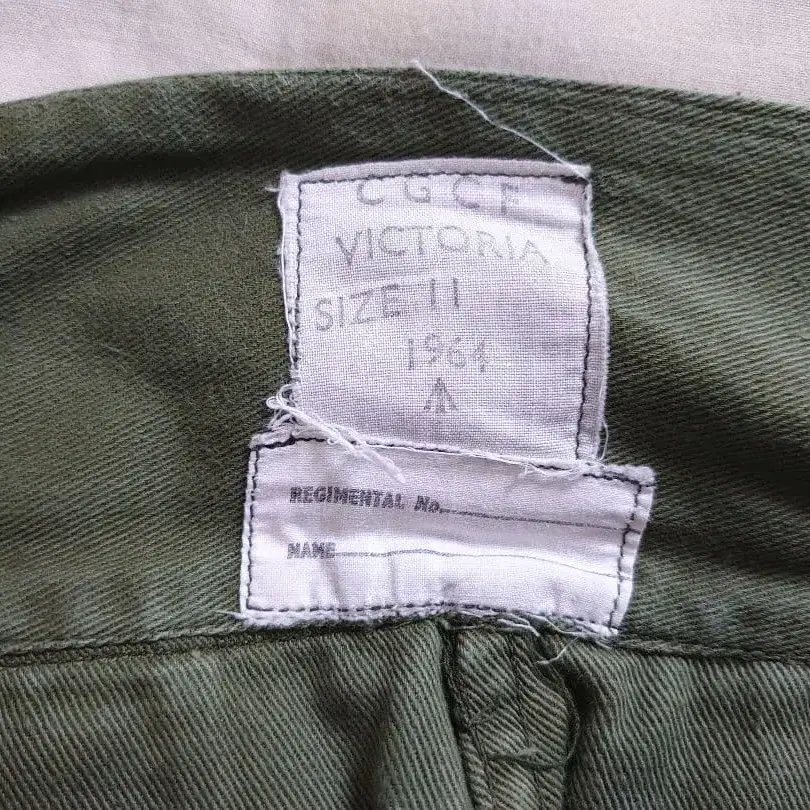 CGCF
VICTORIA
SIZE 11
1964
REGIMENTAL No.
NAME